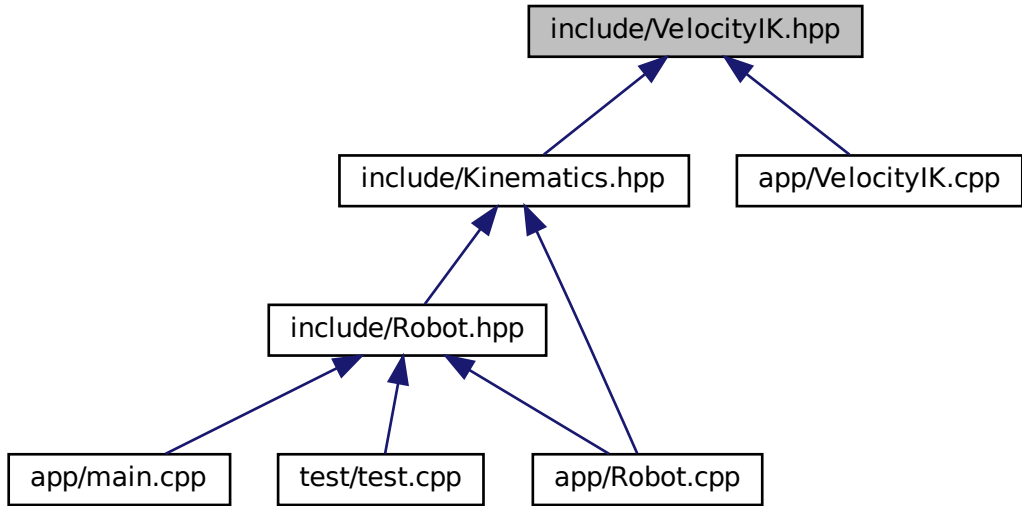 include/VelocityIK.hpp
include/Kinematics.hpp
app/VelocityIK.cpp
include/Robot.hpp
app/main.cpp
test/test.cpp
app/Robot.cpp